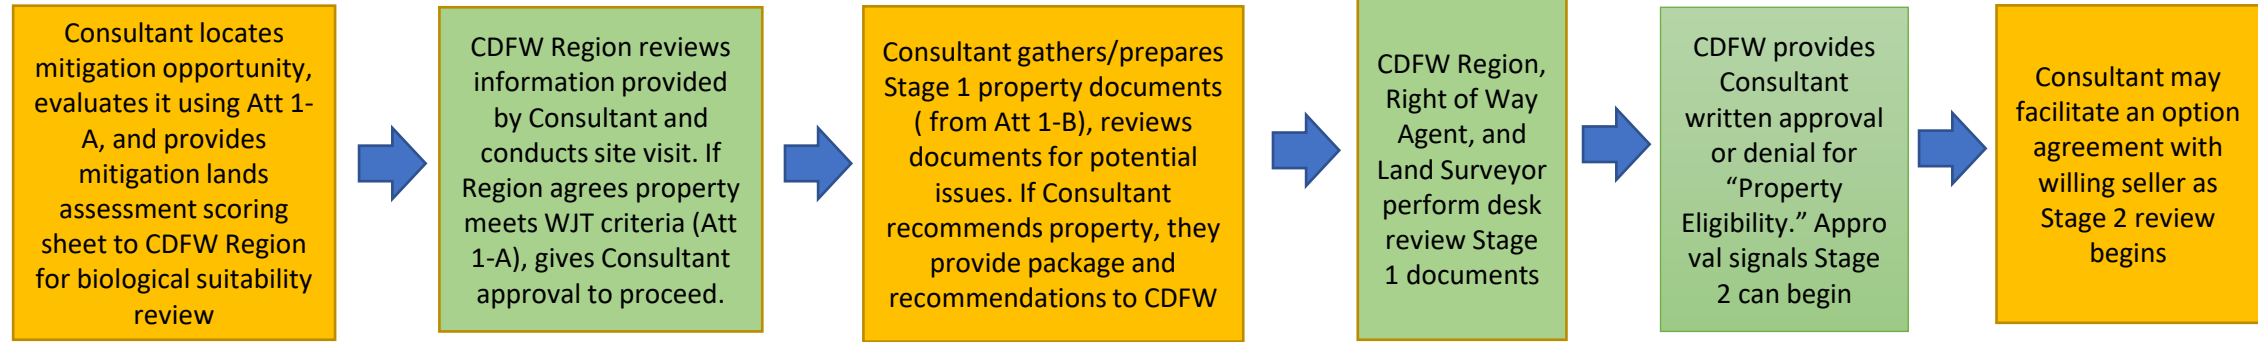 Consultant locates
mitigation opportunity,
evaluates it using Att 1-
A, and provides
mitigation lands
assessment scoring
sheet to CDFW Region
for biological suitability
review
CDFW Region reviews
information provided
by Consultant and
conducts site visit. If
Region agrees property
meets WJT criteria (Att
1-A), gives Consultant
approval to proceed.
Consultant gathers/prepares
Stage 1 property documents
( from Att 1-B), reviews
documents for potential
issues. If Consultant
recommends property, they
provide package and
recommendations to CDFW
CDFW Region,
Right of Way
Agent, and
Land Surveyor
perform desk
review Stage
1 documents
CDFW provides
Consultant
written approval
or denial for
“Property
Eligibility.” Appro
val signals Stage
2 can begin
Consultant may
facilitate an option
agreement with
willing seller as
Stage 2 review
begins